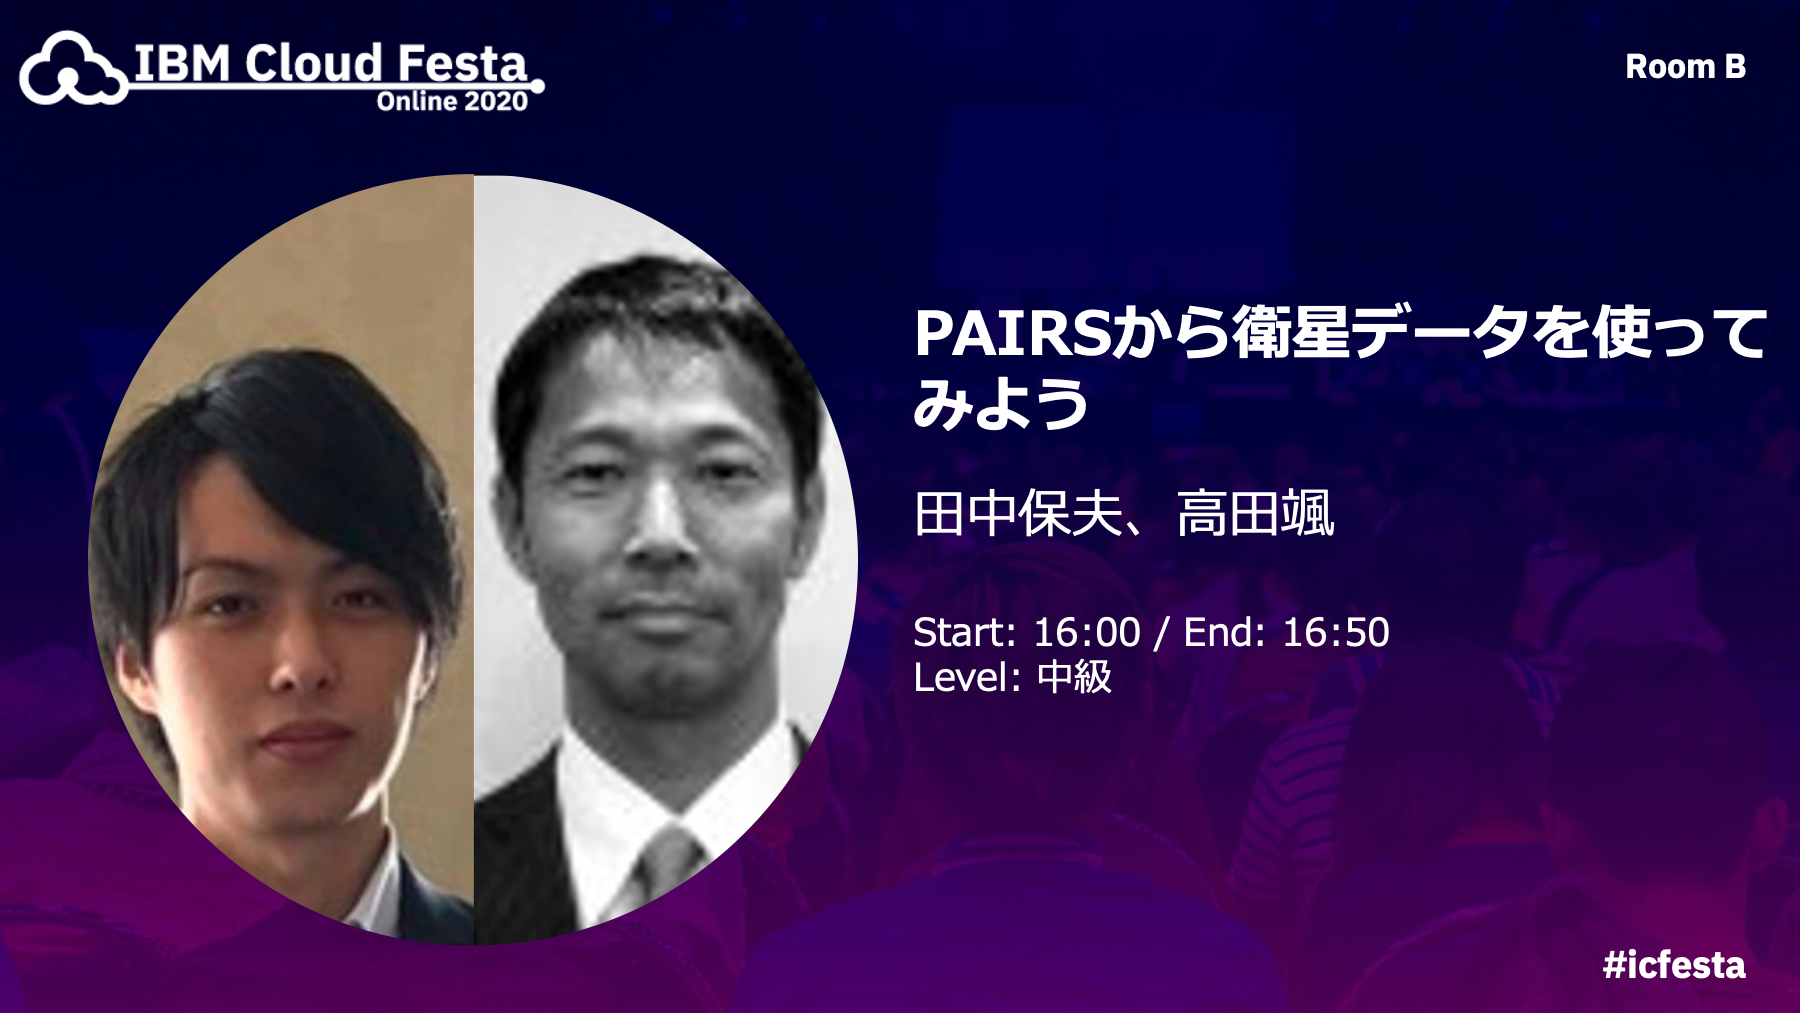 IBM Cloud Festa
Online 2020
Room B
PAIRSから衛星データを使って
みよう
田中保夫、高田颯
Start: 16:00 / End: 16:50
Level: 中級
#icfesta